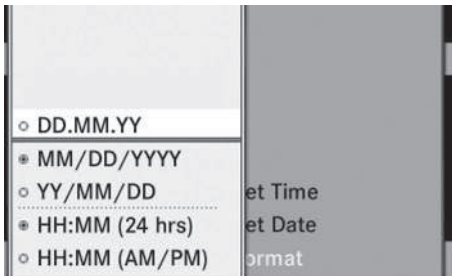 DD.MM.YY
MM/DD/YYYY
YY/MM/DD
et Time
HH:MM (24 hrs)
et Date
HH:MM (AM/PM)
ormat